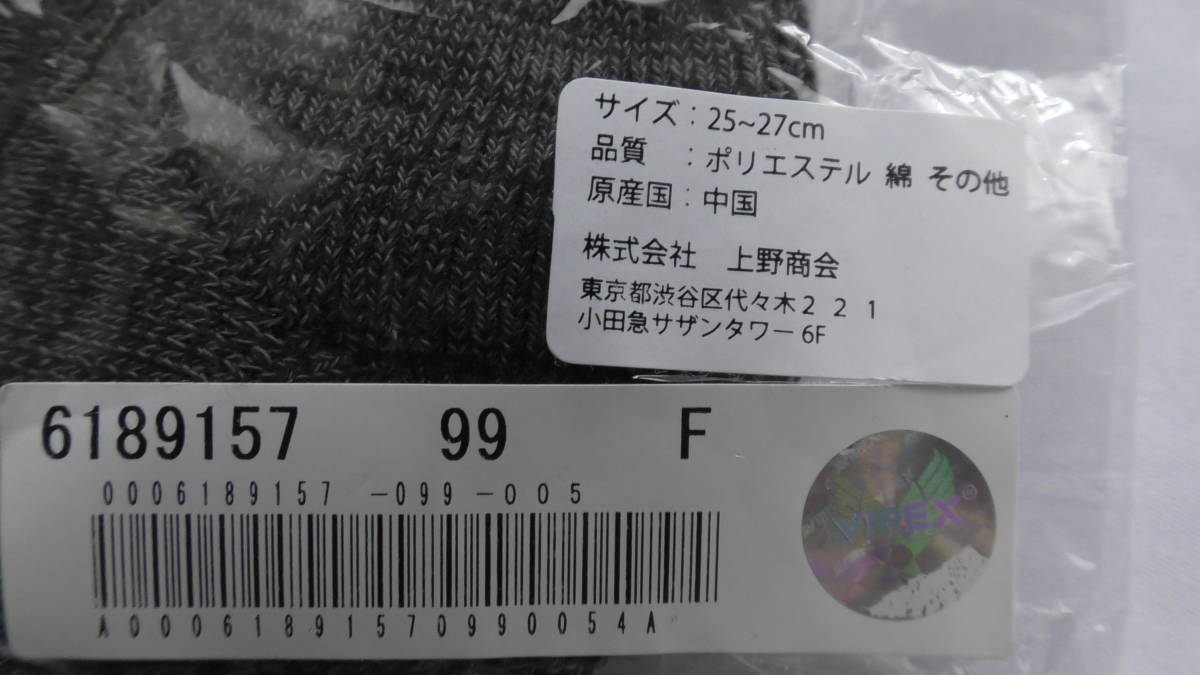 サイズ：25~27cm
品質　：ポリエステル 綿 その他
原産国：中国
株式会社　上野商会
東京都渋谷区代々木２２１
小田急サザンタワー 6F
6189157 99 F
0006189157 -099-005
A00061891570990054A
VIREX®